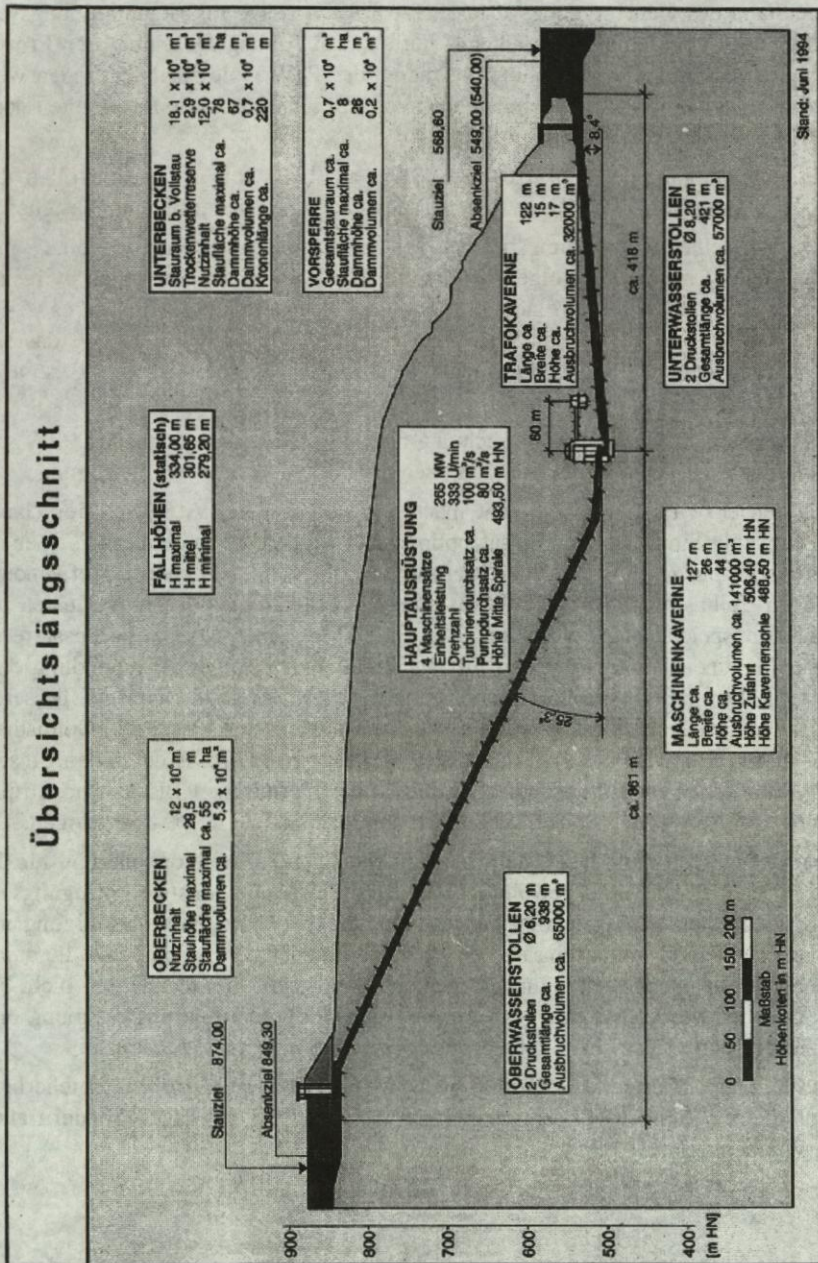 Übersichtslängsschnitt
OBERBECKEN
Nutzinhalt 12 x 10⁶ m³
Stauhöhe maximal 29,5 m
Staufläche maximal ca. 55 ha
Dammvolumen ca. 5,3 x 10⁶ m³
FALLHÖHEN (statisch)
H maximal 334,00 m
H mittel 301,65 m
H minimal 279,20 m
UNTERBECKEN
Stauraum b. Vollstau 18,1 x 10⁶ m³
Trockenwetterreserve 2,9 x 10⁶ m³
Nutzinhalt 12,0 x 10⁶ m³
Staufläche maximal ca. 78 ha
Dammhöhe ca. 67 m
Dammvolumen ca. 0,7 x 10⁶ m³
Kronenlänge ca. 220 m
VORSPERRE
Gesamtstauraum ca. 0,7 x 10⁶ m³
Staufläche maximal ca. 8 ha
Dammhöhe ca. 26 m
Dammvolumen ca. 0,2 x 10⁶ m³
Stauziel 874,00
Absenkziel 849,30
Stauziel 568,60
Absenkziel 549,00 (540,00)
HAUPTAUSRÜSTUNG
4 Maschinensätze
Einheitsleistung 265 MW
Drehzahl 333 U/min
Turbinendurchsatz ca. 100 m³/s
Pumpdurchsatz ca. 80 m³/s
Höhe Mitte Spirale 493,50 m HN
TRAFOKAVERNE
Länge ca. 122 m
Breite ca. 15 m
Höhe ca. 17 m
Ausbruchvolumen ca. 32000 m³
8,4°
60 m
ca. 861 m
ca. 418 m
OBERWASSERSTOLLEN
2 Druckstollen Ø 6,20 m
Gesamtlänge ca. 938 m
Ausbruchvolumen ca. 65000 m³
MASCHINENKAVERNE
Länge ca. 127 m
Breite ca. 26 m
Höhe ca. 44 m
Ausbruchvolumen ca. 141000 m³
Höhe Zufahrt 506,40 m HN
Höhe Kavernensohle 486,50 m HN
UNTERWASSERSTOLLEN
2 Druckstollen Ø 8,20 m
Gesamtlänge ca. 421 m
Ausbruchvolumen ca. 57000 m³
900
800
700
600
500
400
[m HN]
0 50 100 150 200 m
Maßstab
Höhenkoten in m HN
Stand: Juni 1994